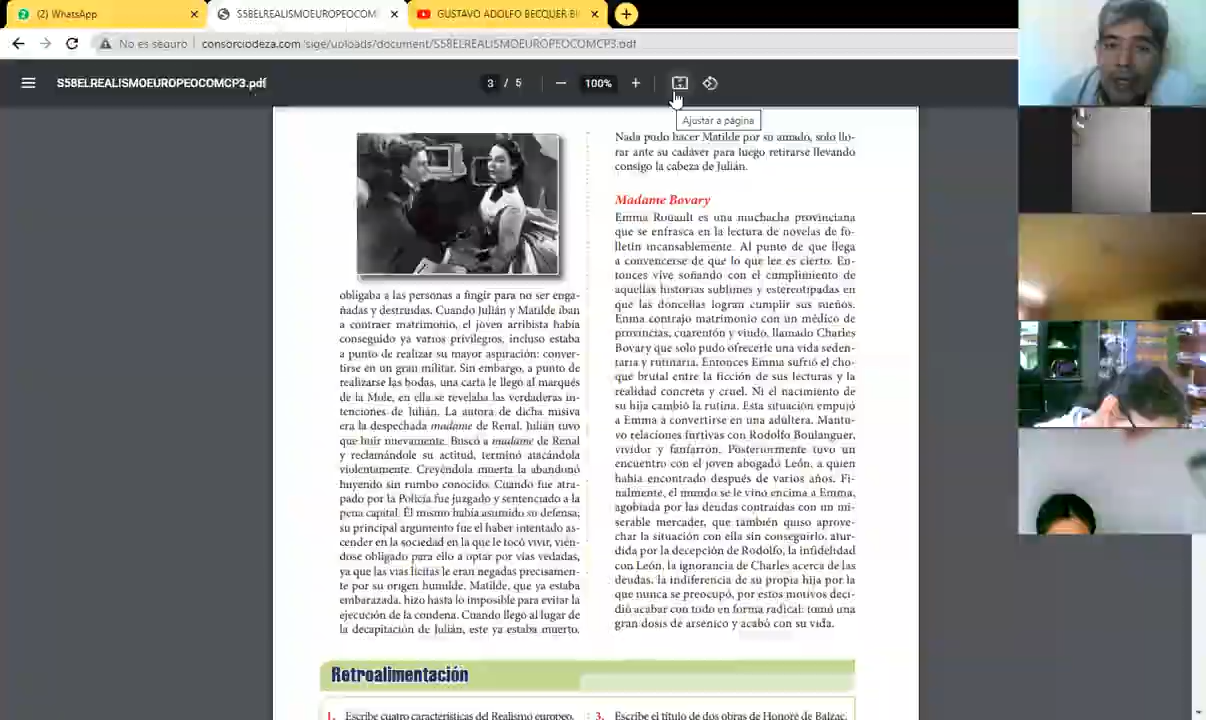 (2) WhatsApp
S58ELREALISMOEUROPEOCOM
GUSTAVO ADOLFO BECQUER BI
No es seguro
consorciodeza.com/sige/uploads/document/S58ELREALISMOEUROPEOCOMCP3.pdf
S58ELREALISMOEUROPEOCOMCP3.pdf
3 / 5
100%
Ajustar a página
obligaba a las personas a fingir para no ser enga-
ñadas y destruidas. Cuando Julián y Matilde iban
a contraer matrimonio, el joven arribista había
conseguido ya varios privilegios, incluso estaba
a punto de realizar su mayor aspiración: conver-
tirse en un gran militar. Sin embargo, a punto de
realizarse las bodas, una carta le llegó al marqués
de la Mole, en ella se revelaba las verdaderas in-
tenciones de Julián. La autora de dicha misiva
era la despechada madame de Renal. Julián tuvo
que huir nuevamente. Buscó a madame de Renal
y reclamándole su actitud, terminó atacándola
violentamente. Creyéndola muerta la abandonó
huyendo sin rumbo conocido. Cuando fue atra-
pado por la Policía fue juzgado y sentenciado a la
pena capital. Él mismo había asumido su defensa;
su principal argumento fue el haber intentado as-
cender en la sociedad en la que le tocó vivir, vién-
dose obligado para ello a optar por vías vedadas,
ya que las vías lícitas le eran negadas precisamen-
te por su origen humilde. Matilde, que ya estaba
embarazada, hizo hasta lo imposible para evitar la
ejecución de la condena. Cuando llegó al lugar de
la decapitación de Julián, este ya estaba muerto.
Nada pudo hacer Matilde por su amado, solo llo-
rar ante su cadáver para luego retirarse llevando
consigo la cabeza de Julián.
Madame Bovary
Emma Rouault es una muchacha provinciana
que se enfrasca en la lectura de novelas de fo-
lletín incansablemente. Al punto de que llega
a convencerse de que lo que lee es cierto. En-
tonces vive soñando con el cumplimiento de
aquellas historias sublimes y estereotipadas en
que las doncellas logran cumplir sus sueños.
Emma contrajo matrimonio con un médico de
provincias, cuarentón y viudo, llamado Charles
Bovary que solo pudo ofrecerle una vida seden-
taria y rutinaria. Entonces Emma sufrió el cho-
que brutal entre la ficción de sus lecturas y la
realidad concreta y cruel. Ni el nacimiento de
su hija cambió la rutina. Esta situación empujó
a Emma a convertirse en una adúltera. Mantu-
vo relaciones furtivas con Rodolfo Boulanguer,
vividor y fanfarrón. Posteriormente tuvo un
encuentro con el joven abogado León, a quien
había encontrado después de varios años. Fi-
nalmente, el mundo se le vino encima a Emma,
agobiada por las deudas contraídas con un mi-
serable mercader, que también quiso aprove-
char la situación con ella sin conseguirlo, atur-
dida por la decepción de Rodolfo, la infidelidad
con León, la ignorancia de Charles acerca de las
deudas, la indiferencia de su propia hija por la
que nunca se preocupó, por estos motivos deci-
dió acabar con todo en forma radical: tomó una
gran dosis de arsénico y acabó con su vida.
Retroalimentación
1. Escribe cuatro características del Realismo europeo.
3. Escribe el título de dos obras de Honoré de Balzac.